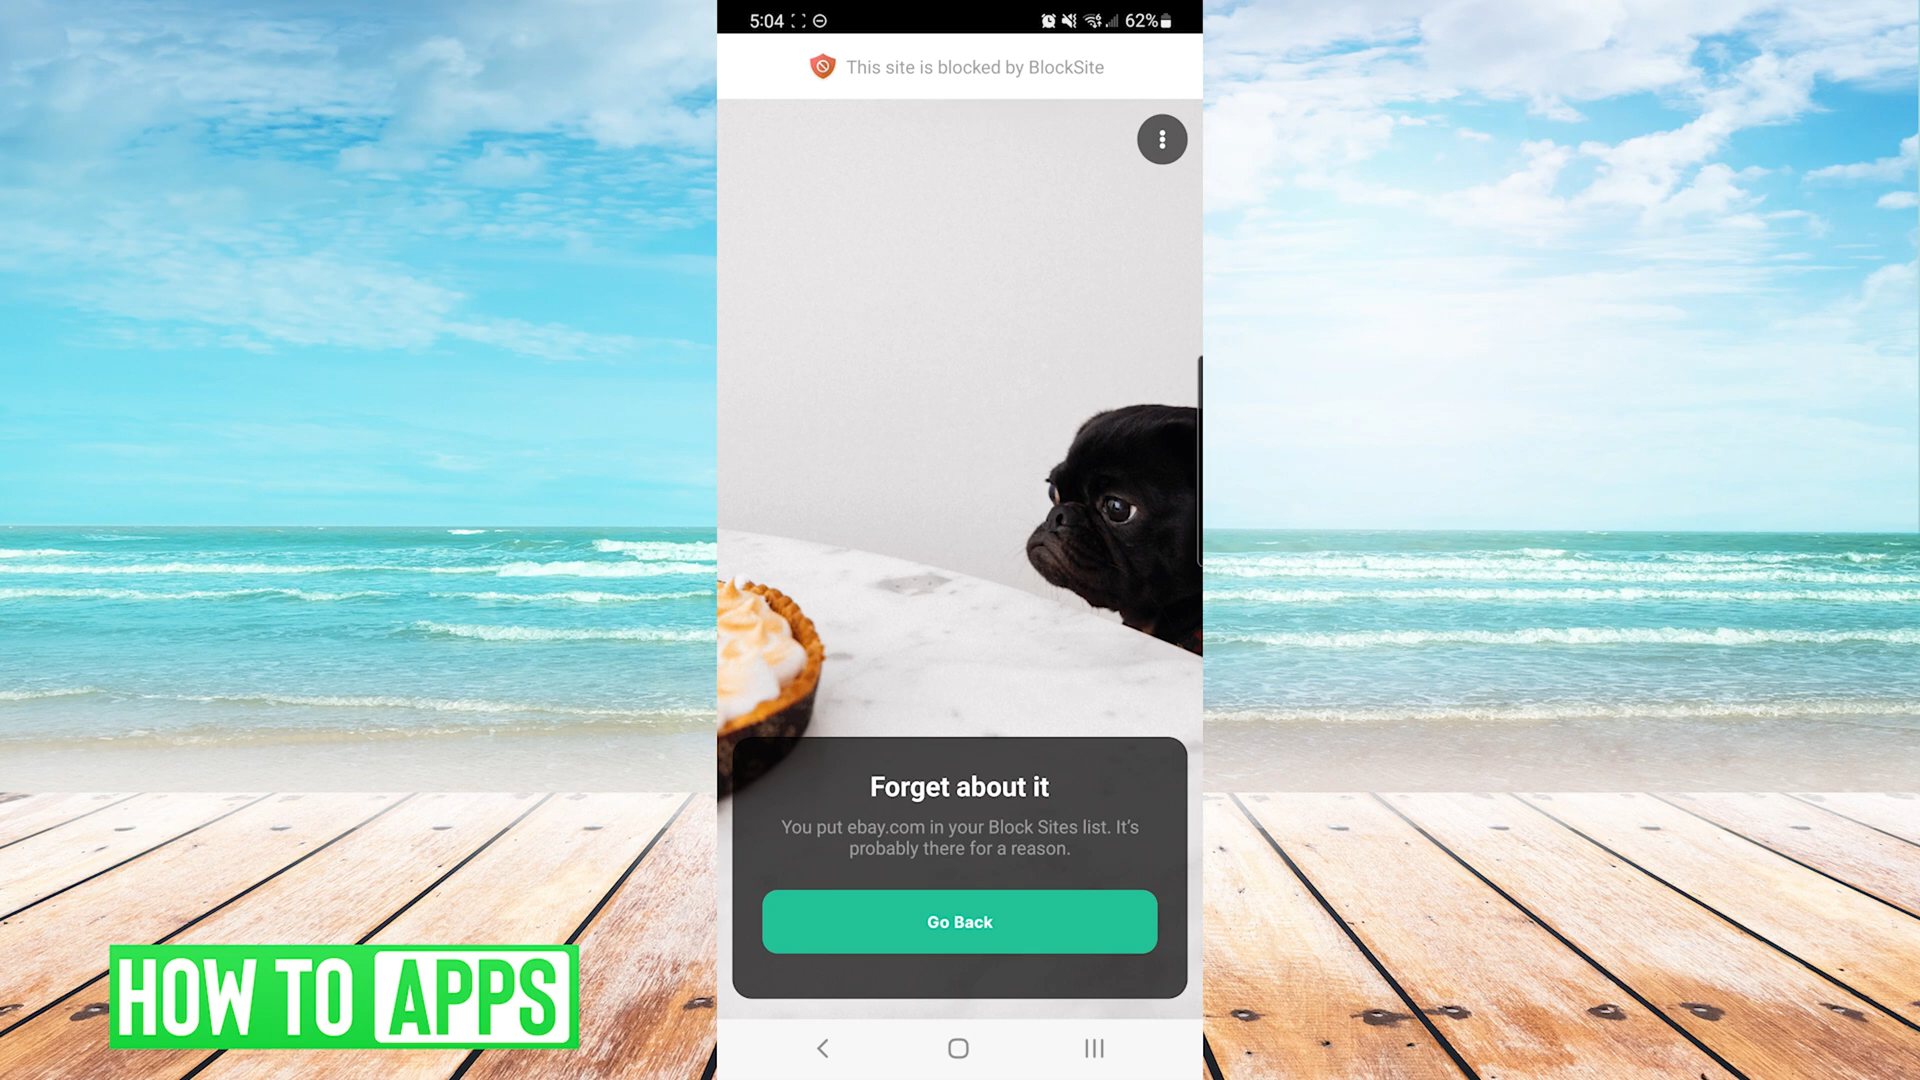 5:04
62%
This site is blocked by BlockSite
Forget about it
You put ebay.com in your Block Sites list. It's
probably there for a reason.
Go Back
HOW TO APPS